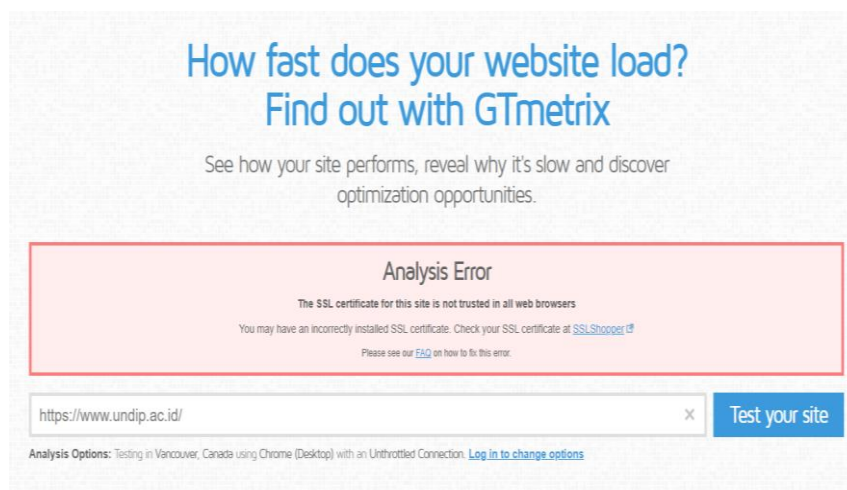 How fast does your website load?
Find out with GTmetrix
See how your site performs, reveal why it's slow and discover
optimization opportunities.
Analysis Error
The SSL certificate for this site is not trusted in all web browsers
You may have an incorrectly installed SSL certificate. Check your SSL certificate at SSLShopper
Please see our FAQ on how to fix this error.
https://www.undip.ac.id/ ×
Test your site
Analysis Options: Testing in Vancouver, Canada using Chrome (Desktop) with an Unthrottled Connection. Log in to change options